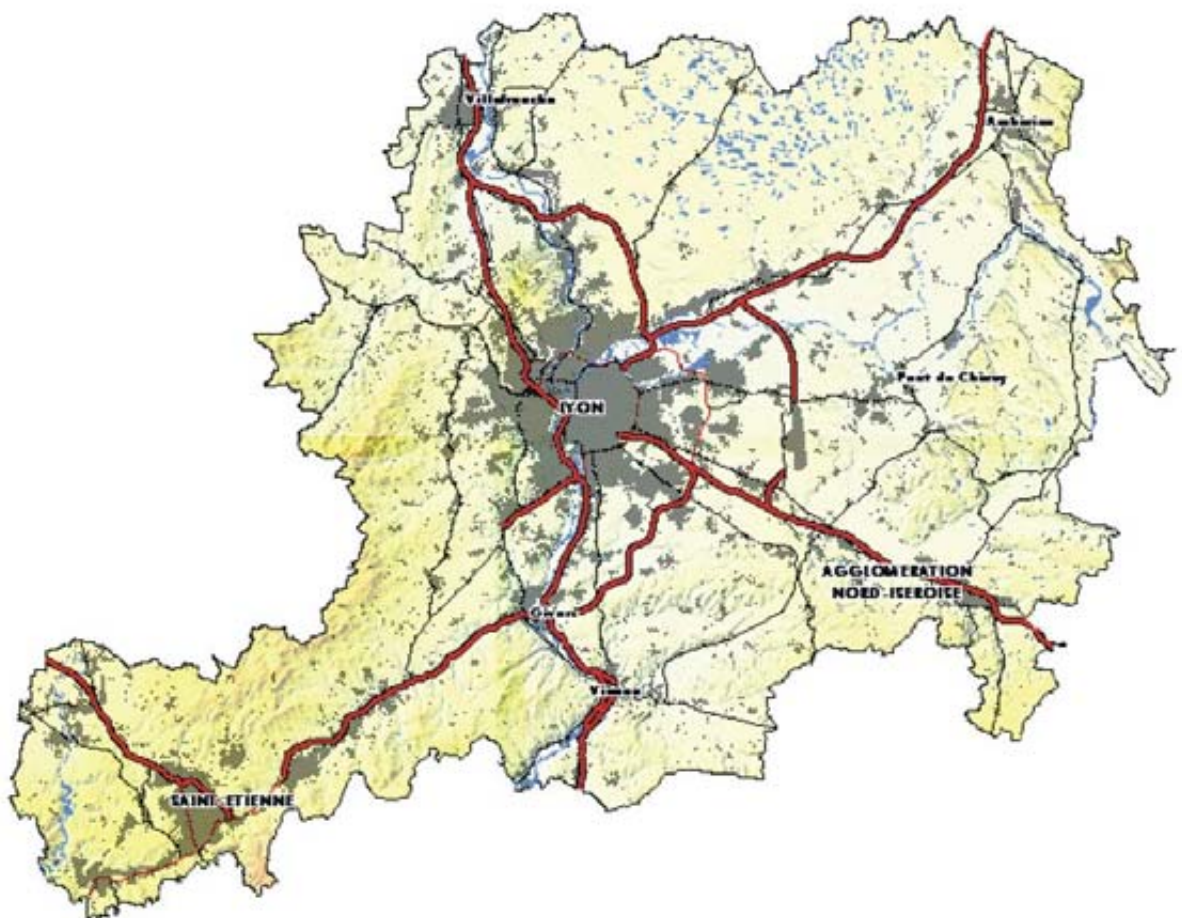 Villefranche
Ambérieu
Pont de Chéruy
LYON
AGGLOMERATION
NORD-ISEROISE
Givors
Vienne
SAINT-ETIENNE